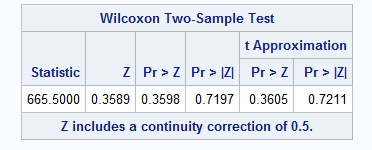 Wilcoxon Two-Sample Test
t Approximation
Statistic Z Pr > Z Pr > |Z| Pr > Z Pr > |Z|
665.5000 0.3589 0.3598 0.7197 0.3605 0.7211
Z includes a continuity correction of 0.5.